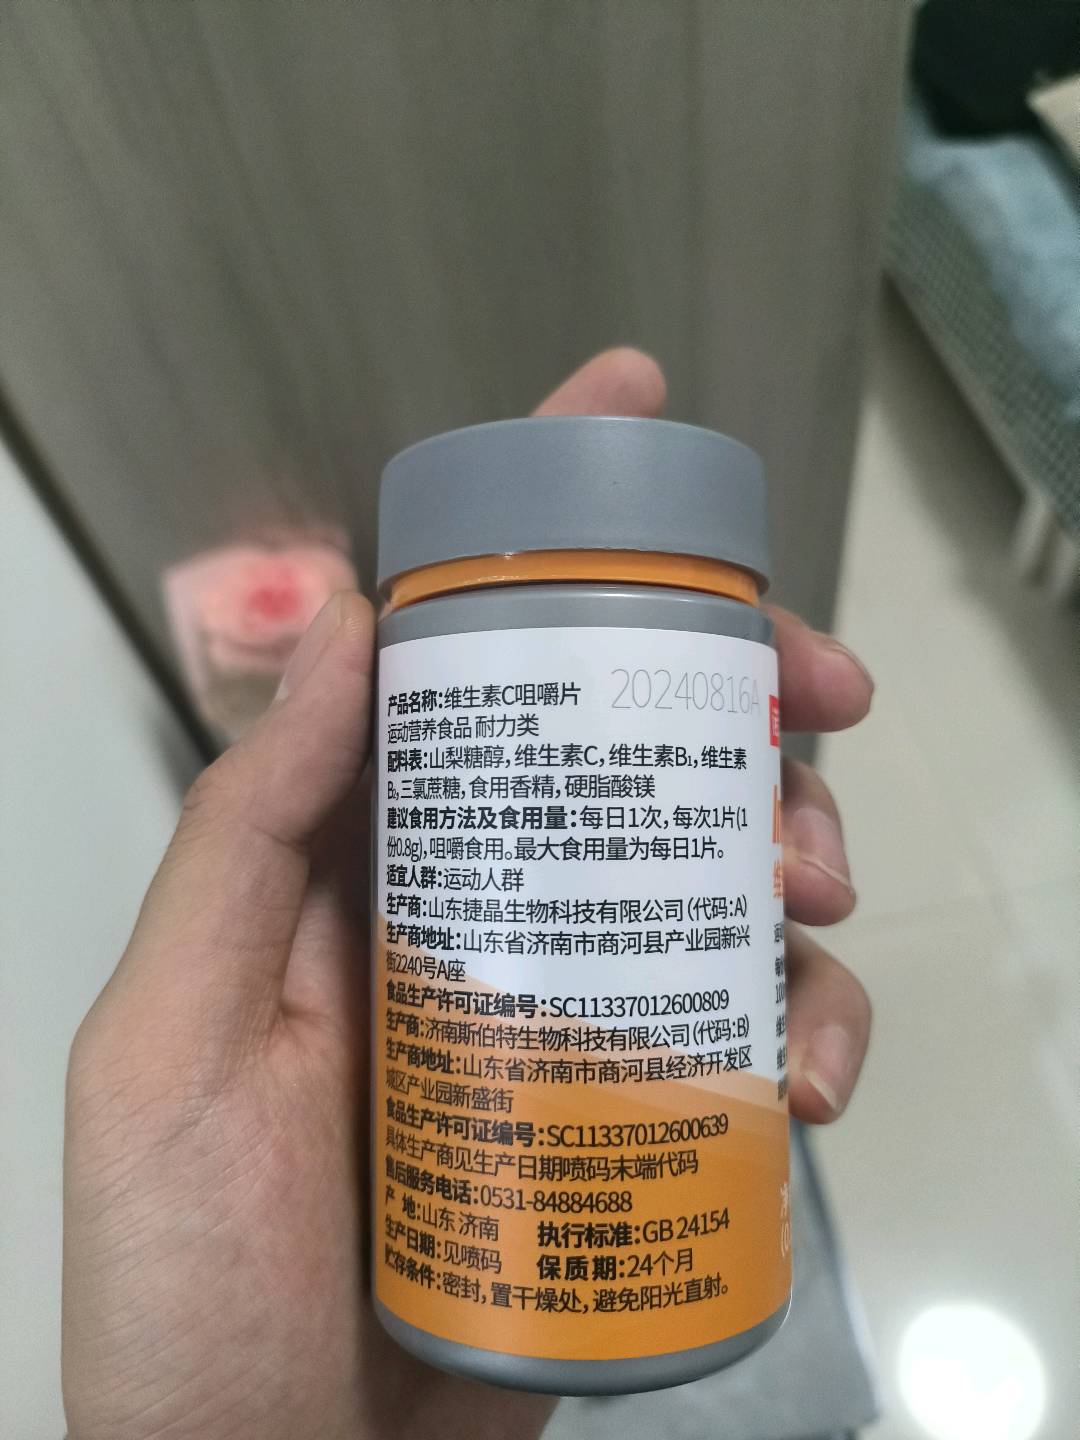 产品名称:维生素C咀嚼片 20240816A
运动营养食品 耐力类
配料表:山梨糖醇,维生素C,维生素B₁,维生素
B₂,三氯蔗糖,食用香精,硬脂酸镁
建议食用方法及食用量:每日1次,每次1片(1
份0.8g),咀嚼食用。最大食用量为每日1片。
适宜人群:运动人群
生产商:山东捷晶生物科技有限公司(代码:A)
生产商地址:山东省济南市商河县产业园新兴
街2240号A座
食品生产许可证编号:SC11337012600809
生产商:济南斯伯特生物科技有限公司(代码:B)
生产商地址:山东省济南市商河县经济开发区
城区产业园新盛街
食品生产许可证编号:SC11337012600639
具体生产商见生产日期喷码末端代码
售后服务电话:0531-84884688
产 地:山东 济南 执行标准:GB 24154
生产日期:见喷码 保质期:24个月
贮存条件:密封,置干燥处,避免阳光直射。